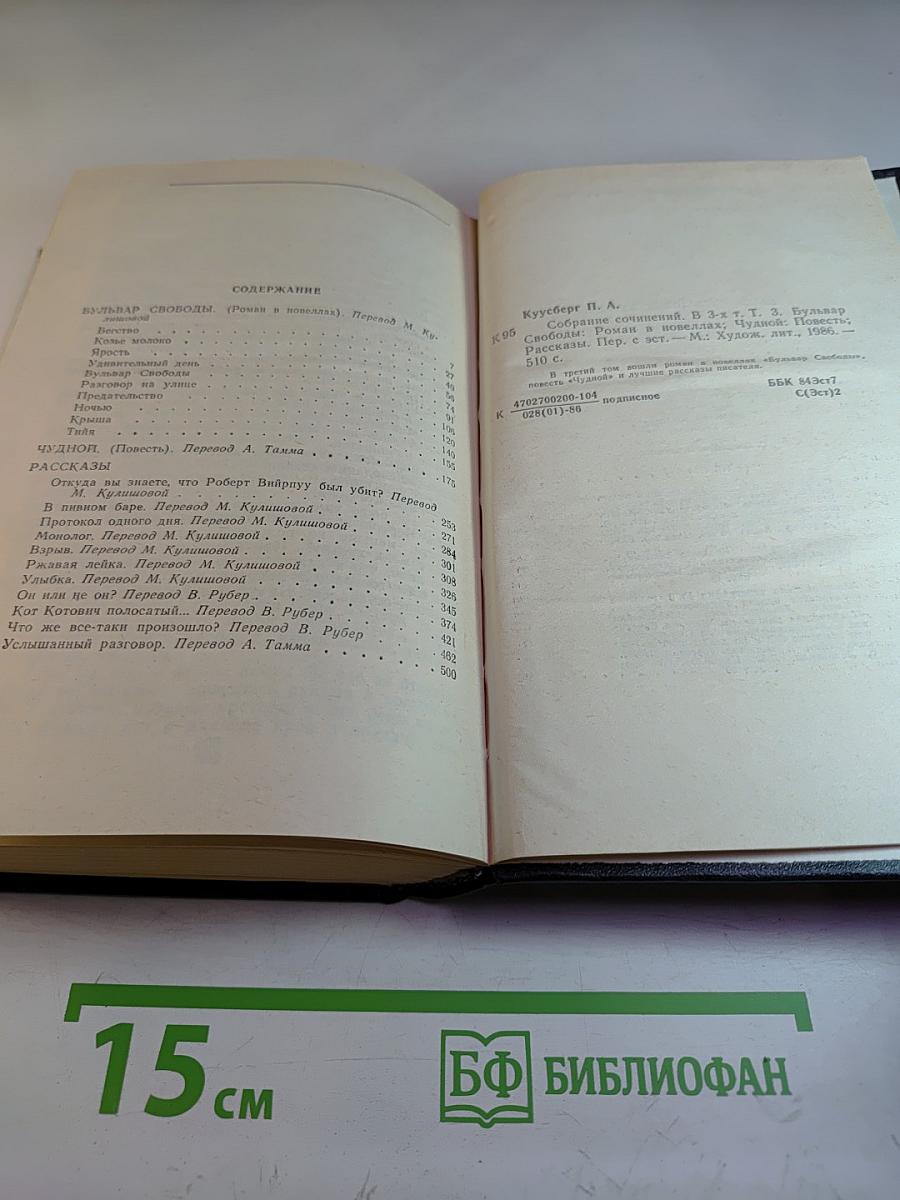 СОДЕРЖАНИЕ
БУЛЬВАР СВОБОДЫ. (Роман в новеллах). Перевод М. Ку-
лишовой
Бегство . . . . . . . . . . 7
Козье молоко . . . . . . . . . . 27
Ярость . . . . . . . . . . 40
Удивительный день . . . . . . . . . . 56
Бульвар Свободы . . . . . . . . . . 74
Разговор на улице . . . . . . . . . . 91
Предательство . . . . . . . . . . 106
Ночью . . . . . . . . . . 120
Крыша . . . . . . . . . . 140
Тийя . . . . . . . . . . 155
ЧУДНОЙ. (Повесть). Перевод А. Тамма . . . . . . 175
РАССКАЗЫ
Откуда вы знаете, что Роберт Вийрпуу был убит? Перевод
М. Кулишовой . . . . . . . . . . 253
В пивном баре. Перевод М. Кулишовой . . . . . . 271
Протокол одного дня. Перевод М. Кулишовой . . . . 284
Монолог. Перевод М. Кулишовой . . . . . . . 301
Взрыв. Перевод М. Кулишовой . . . . . . . 308
Ржавая лейка. Перевод М. Кулишовой . . . . . 326
Улыбка. Перевод М. Кулишовой . . . . . . . 345
Он или не он? Перевод В. Рубер . . . . . . . 374
Кот Котович полосатый... Перевод В. Рубер . . . . 421
Что же все-таки произошло? Перевод В. Рубер . . . 462
Услышанный разговор. Перевод А. Тамма . . . . . 500
Куусберг П. А.
К 95 Собрание сочинений. В 3-х т. Т. 3. Бульвар
Свободы: Роман в новеллах; Чудной: Повесть;
Рассказы. Пер. с эст. — М.: Худож. лит., 1986. —
510 с.
В третий том вошли роман в новеллах «Бульвар Свободы»,
повесть «Чудной» и лучшие рассказы писателя.
К 4702700200-104 подписное
028(01)-86
ББК 84Эст7
С(Эст)2
15 см
БФ БИБЛИОФАН